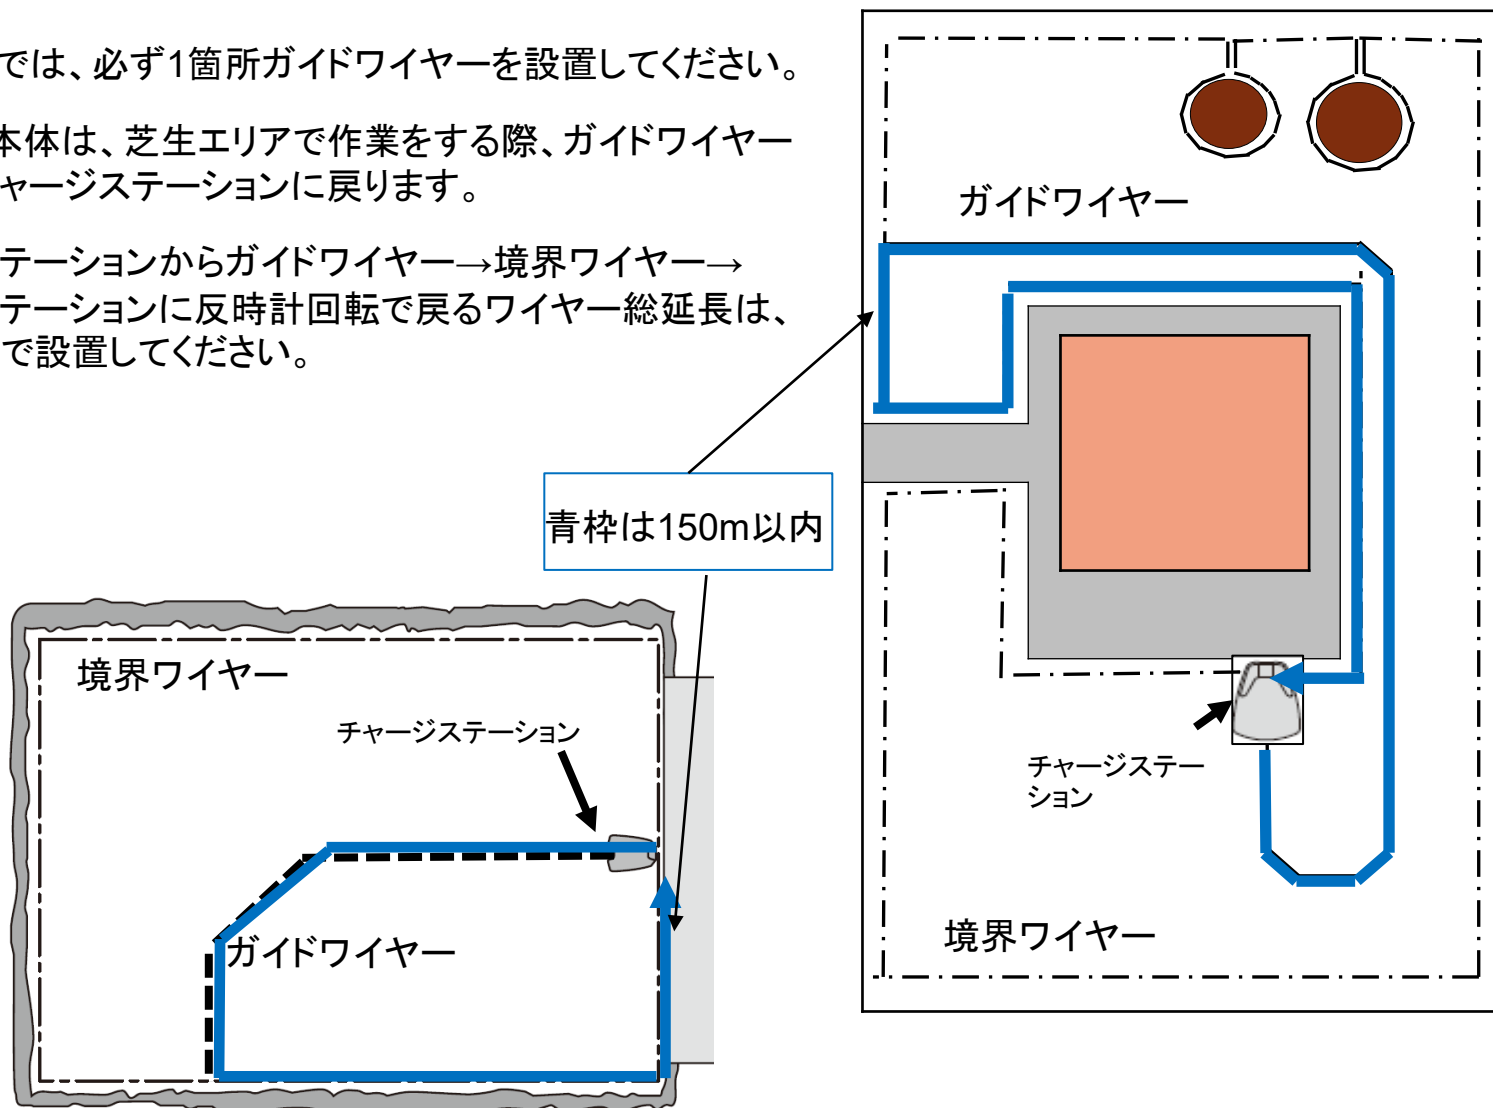 では、必ず1箇所ガイドワイヤーを設置してください。
本体は、芝生エリアで作業をする際、ガイドワイヤー
ャージステーションに戻ります。
テーションからガイドワイヤー→境界ワイヤー→
テーションに反時計回転で戻るワイヤー総延長は、
で設置してください。
ガイドワイヤー
青枠は150m以内
境界ワイヤー
チャージステーション
ガイドワイヤー
チャージステー
ション
境界ワイヤー